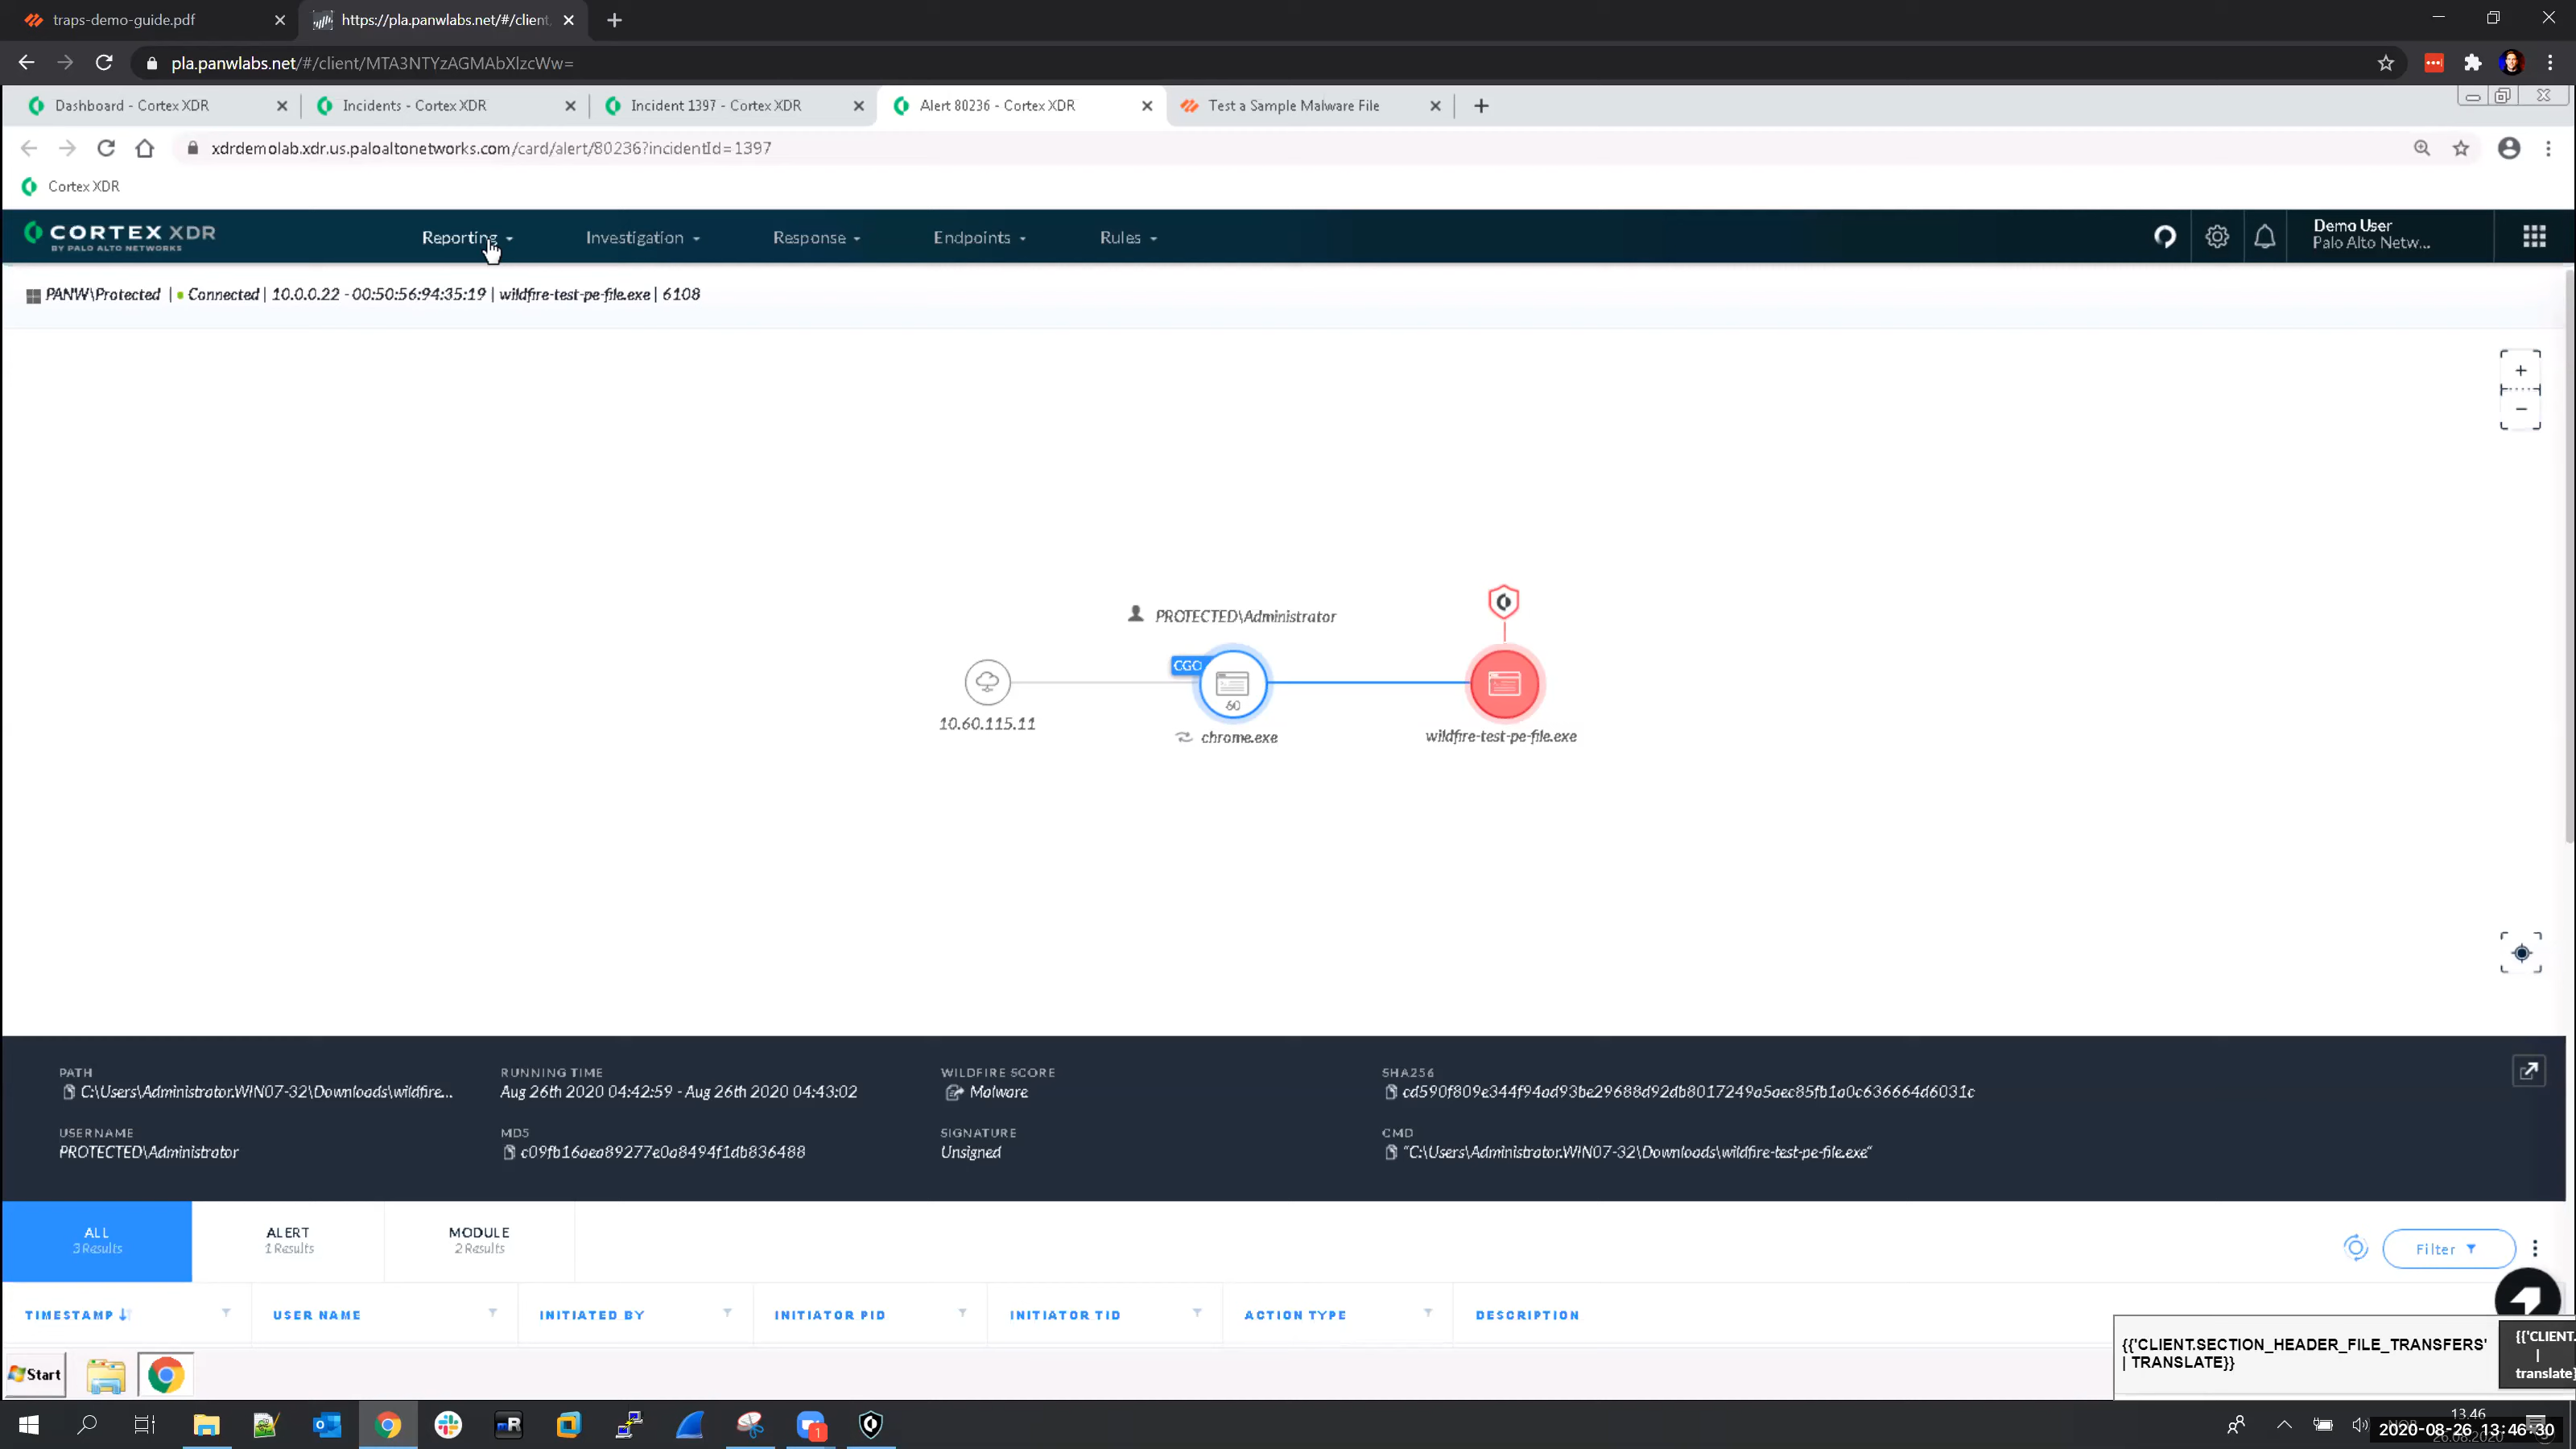 traps-demo-guide.pdf
https://pla.panwlabs.net/#/client
pla.panwlabs.net/#/client/MTA3NTYzAGMAbXlzcWw=
Dashboard - Cortex XDR
Incidents - Cortex XDR
Incident 1397 - Cortex XDR
Alert 80236 - Cortex XDR
Test a Sample Malware File
xdrdemolab.xdr.us.paloaltonetworks.com/card/alert/80236?incidentId=1397
Cortex XDR
CORTEX XDR
BY PALO ALTO NETWORKS
Reporting
Investigation
Response
Endpoints
Rules
Demo User
Palo Alto Netw...
PANW\Protected | Connected | 10.0.0.22 - 00:50:56:94:35:19 | wildfire-test-pe-file.exe | 6108
PROTECTED\Administrator
CGO
60
10.60.115.11
chrome.exe
wildfire-test-pe-file.exe
PATH
C:\Users\Administrator.WIN07-32\Downloads\wildfire...
RUNNING TIME
Aug 26th 2020 04:42:59 - Aug 26th 2020 04:43:02
WILDFIRE SCORE
Malware
SHA256
cd590f809e344f94ad93be29688d92db8017249a5aec85fb1a0c636664d6031c
USERNAME
PROTECTED\Administrator
MD5
c09fb16aea89277e0a8494f1db836488
SIGNATURE
Unsigned
CMD
"C:\Users\Administrator.WIN07-32\Downloads\wildfire-test-pe-file.exe"
ALL
3 Results
ALERT
1 Results
MODULE
2 Results
Filter
TIMESTAMP
USER NAME
INITIATED BY
INITIATOR PID
INITIATOR TID
ACTION TYPE
DESCRIPTION
{{'CLIENT.SECTION_HEADER_FILE_TRANSFERS'
| TRANSLATE}}
{{'CLIENT.
|
translate}
Start
13.46
2020-08-26 13:46:30